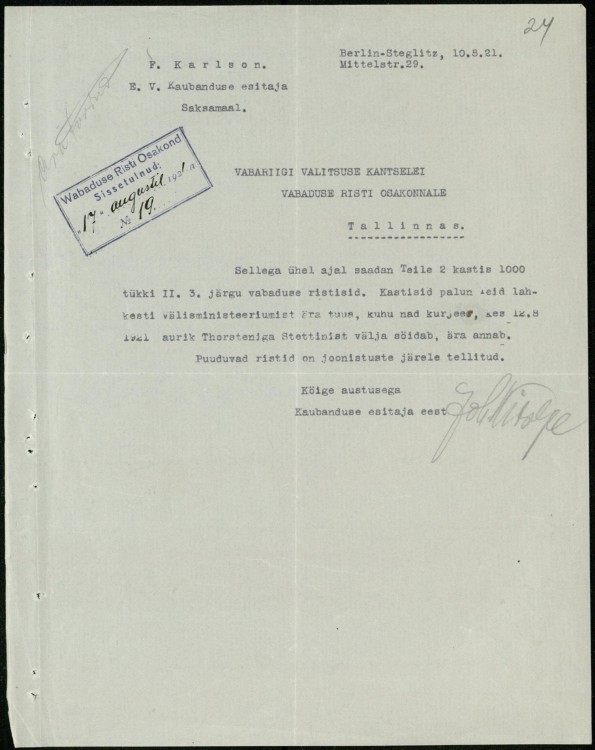 24
F. Karlson.
E. V. Kaubanduse esitaja
Saksamaal.
Berlin-Steglitz, 10.8.21.
Mittelstr.29.
Wabaduse Risti Osakond
Sissetulnud:
"17" augustil 1921 a
№ 19.
VABARIIGI VALITSUSE KANTSELEI
VABADUSE RISTI OSAKONNALE
Tallinnas.
Sellega ühel ajal saadan Teile 2 kastis 1000
tükki II. 3. järgu vabaduse ristisid. Kastisid palun Teid lah-
kesti välisministeeriumist ära tuua, kuhu nad kurjeer, kes 12.8
1921 aurik Thorsteniga Stettinist välja sõidab, ära annab.
Puuduvad ristid on joonistuste järele tellitud.
Kõige austusega
Kaubanduse esitaja eest